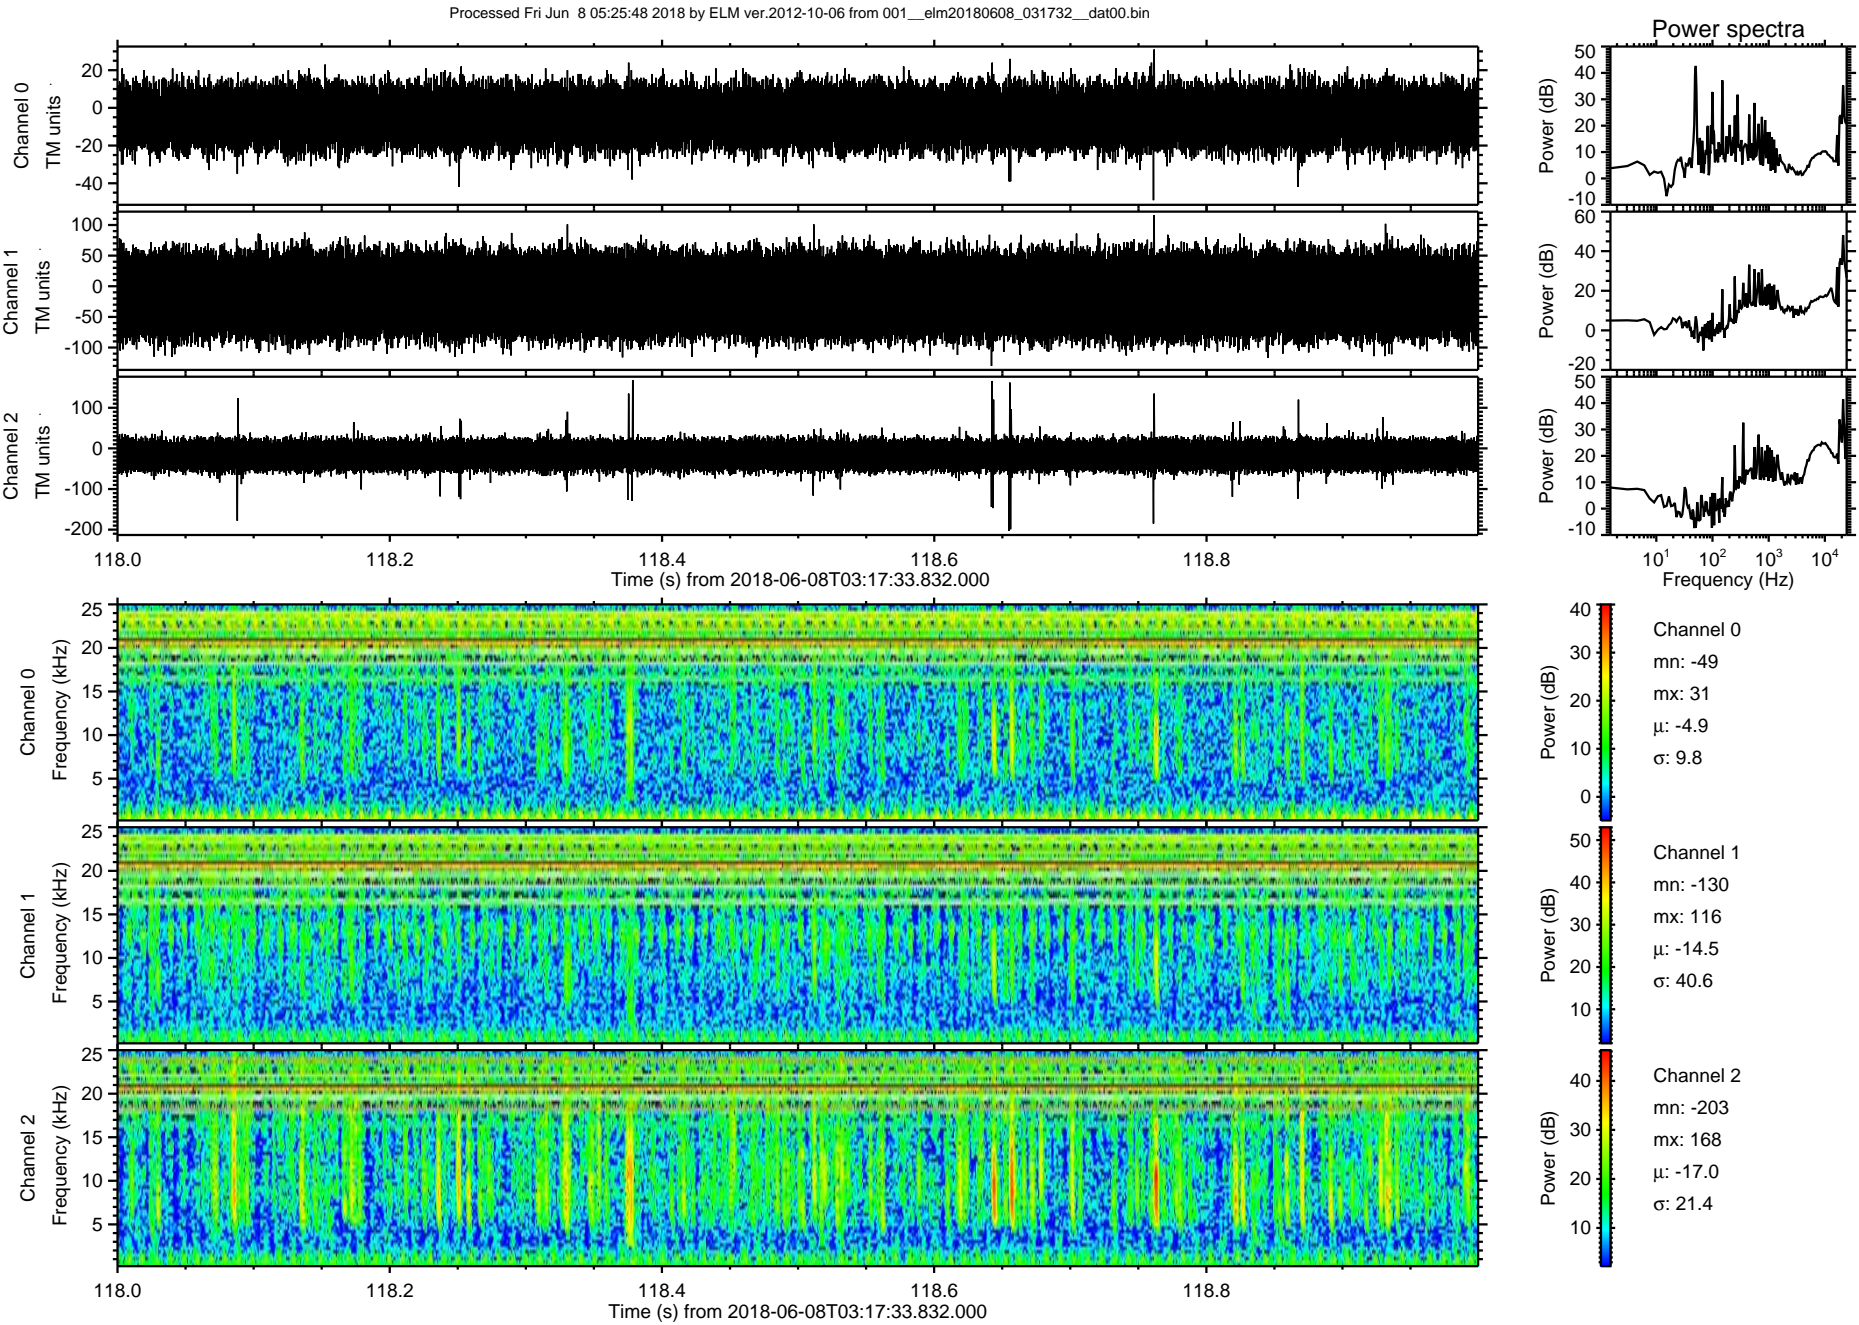 Processed Fri Jun  8 05:25:48 2018 by ELM ver.2012-10-06 from 001__elm20180608_031732__dat00.bin
Power spectra
Channel 0
TM units
20
0
-20
-40
Power (dB)
50
40
30
20
10
0
-10
Channel 1
TM units
100
50
0
-50
-100
Power (dB)
60
40
20
0
-20
Channel 2
TM units
100
0
-100
-200
Power (dB)
50
40
30
20
10
0
-10
118.0 118.2 118.4 118.6 118.8
Time (s) from 2018-06-08T03:17:33.832.000
10¹ 10² 10³ 10⁴
Frequency (Hz)
Channel 0
Frequency (kHz)
25
20
15
10
5
Power (dB)
40
30
20
10
0
Channel 0
mn: -49
mx: 31
μ: -4.9
σ: 9.8
Channel 1
Frequency (kHz)
25
20
15
10
5
Power (dB)
50
40
30
20
10
Channel 1
mn: -130
mx: 116
μ: -14.5
σ: 40.6
Channel 2
Frequency (kHz)
25
20
15
10
5
Power (dB)
40
30
20
10
Channel 2
mn: -203
mx: 168
μ: -17.0
σ: 21.4
118.0 118.2 118.4 118.6 118.8
Time (s) from 2018-06-08T03:17:33.832.000